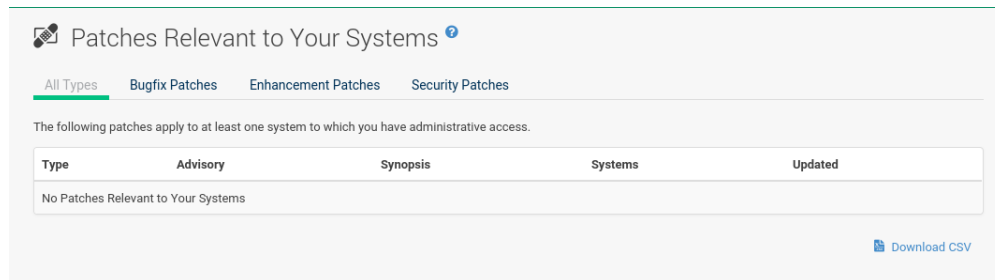 Patches Relevant to Your Systems ?
All Types Bugfix Patches Enhancement Patches Security Patches
The following patches apply to at least one system to which you have administrative access.
Type Advisory Synopsis Systems Updated
No Patches Relevant to Your Systems
Download CSV